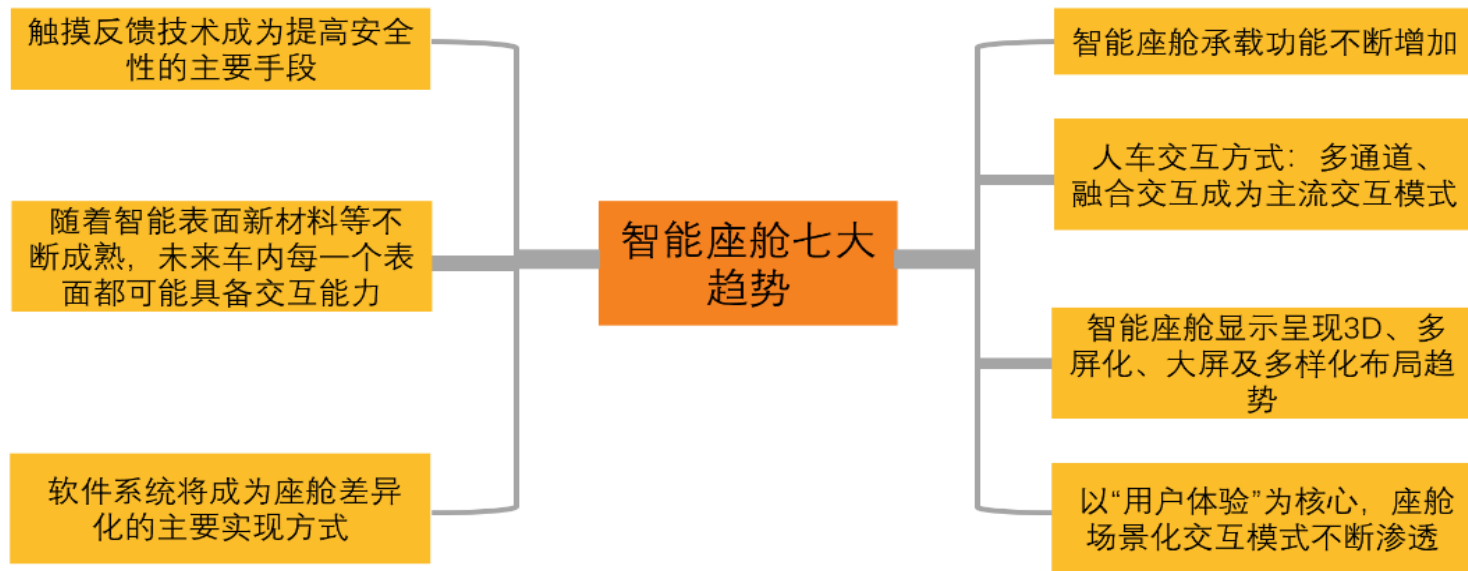 触摸反馈技术成为提高安全
性的主要手段
随着智能表面新材料等不
断成熟，未来车内每一个表
面都可能具备交互能力
软件系统将成为座舱差异
化的主要实现方式
智能座舱七大
趋势
智能座舱承载功能不断增加
人车交互方式：多通道、
融合交互成为主流交互模式
智能座舱显示呈现3D、多
屏化、大屏及多样化布局趋
势
以“用户体验”为核心，座舱
场景化交互模式不断渗透